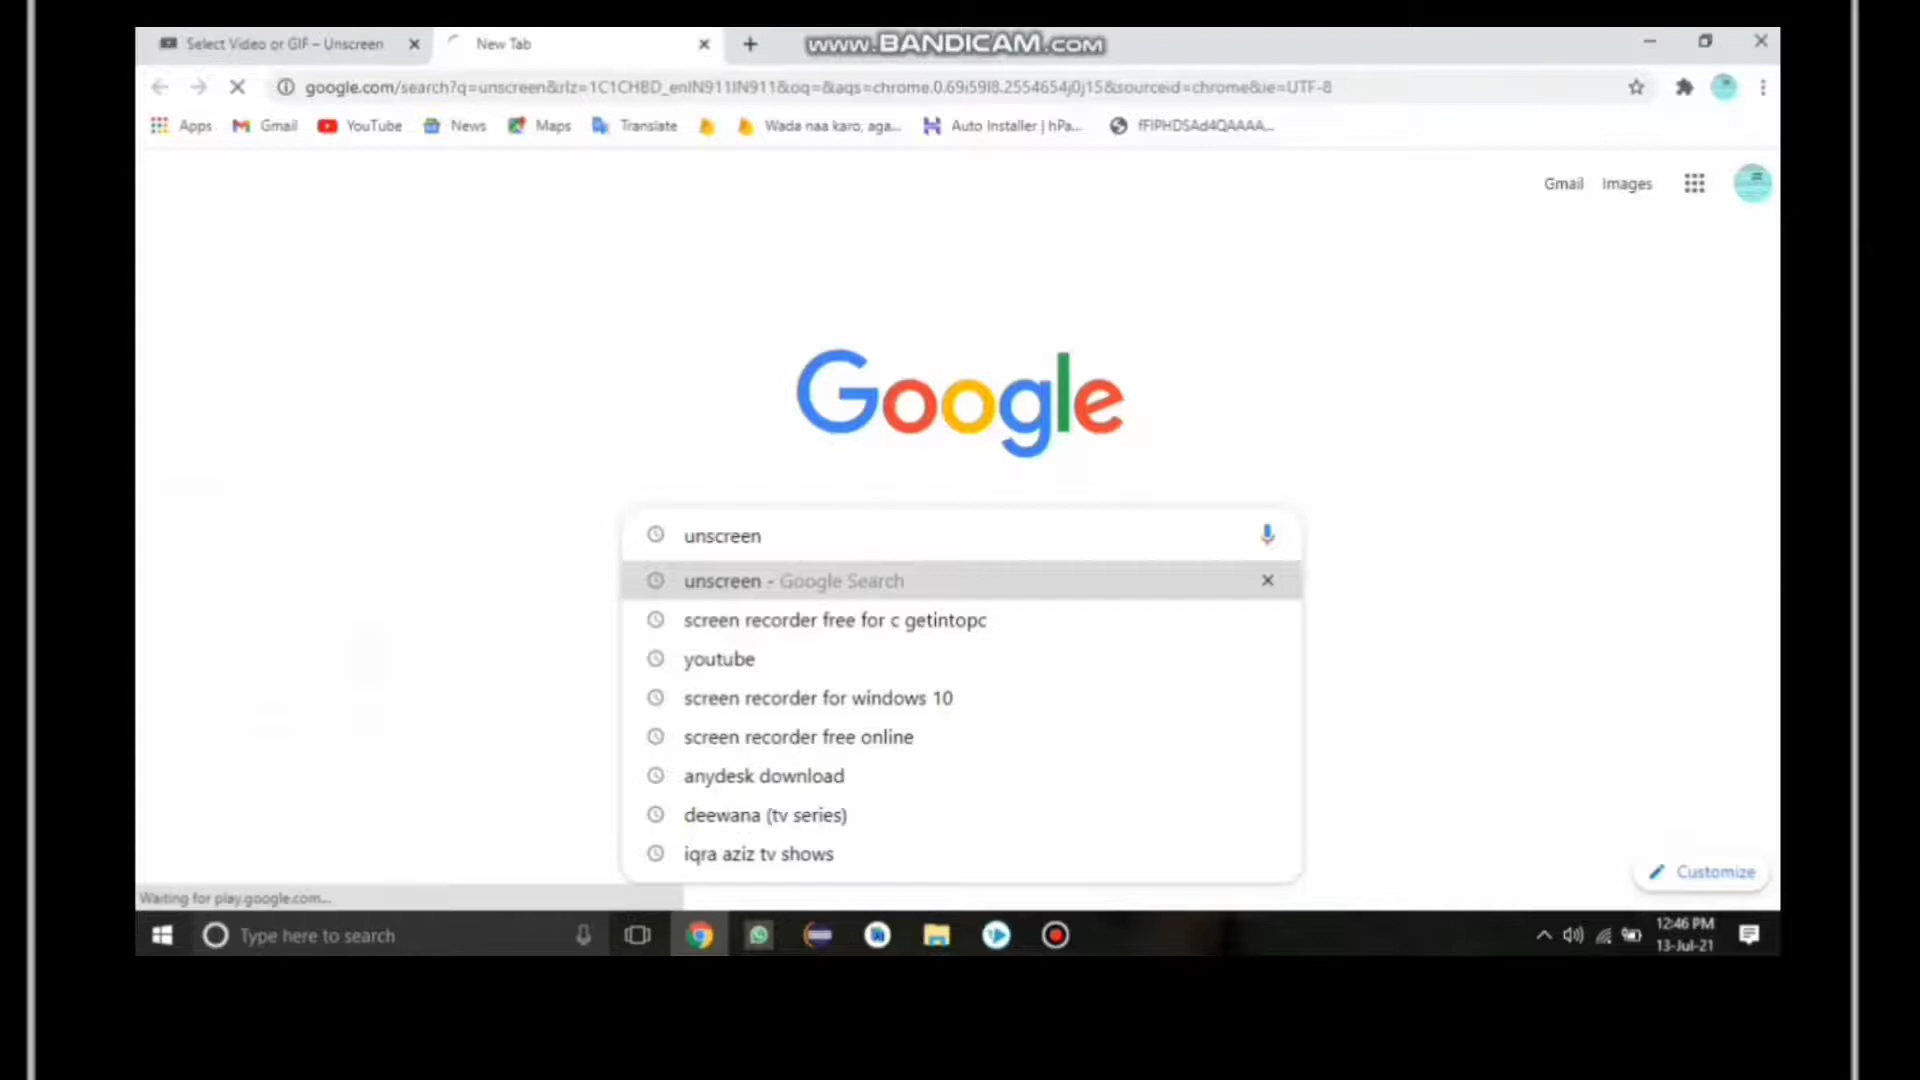 Select Video or GIF – Unscreen
New Tab
www.BANDICAM.com
google.com/search?q=unscreen&rlz=1C1CHBD_enIN911IN911&oq=&aqs=chrome.0.69i59l8.2554654j0j15&sourceid=chrome&ie=UTF-8
Apps Gmail YouTube News Maps Translate Wada naa karo, aga... Auto Installer | hPa... fFlPHDSAd4QAAAA...
Gmail Images
Google
unscreen
unscreen - Google Search
screen recorder free for c getintopc
youtube
screen recorder for windows 10
screen recorder free online
anydesk download
deewana (tv series)
iqra aziz tv shows
Customize
Waiting for play.google.com...
Type here to search
12:46 PM
13-Jul-21